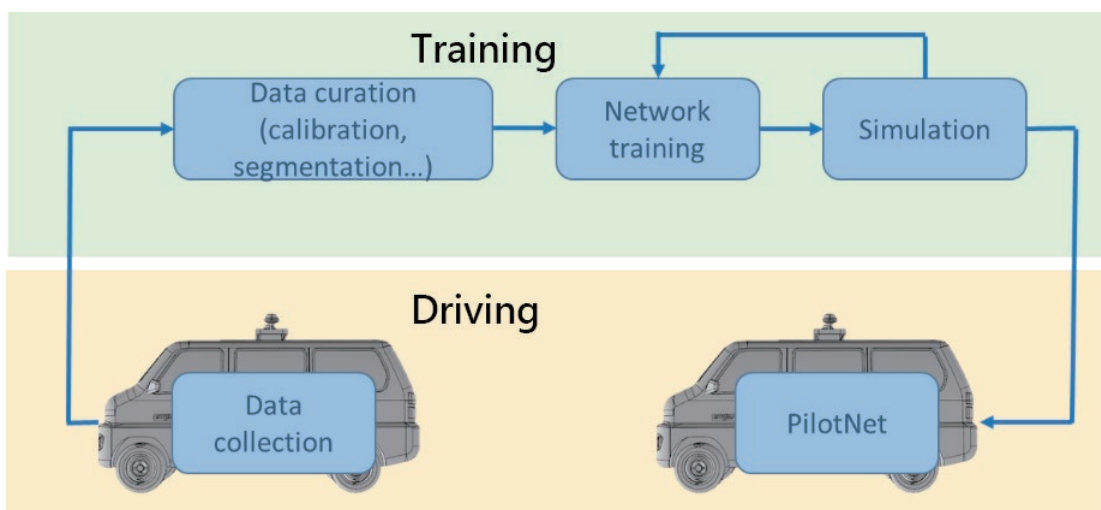 Training
Data curation
(calibration,
segmentation...)
Network
training
Simulation
Driving
Data
collection
PilotNet